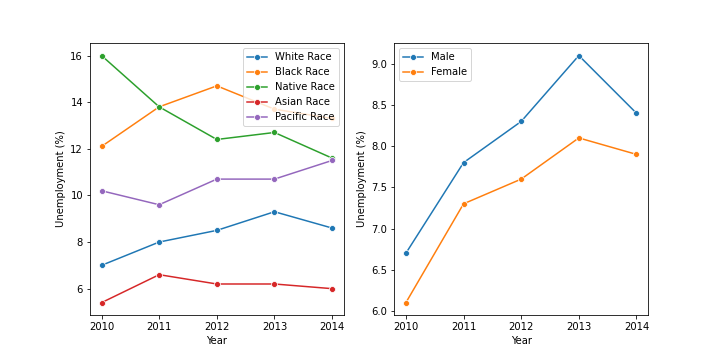 White Race
Black Race
Native Race
Asian Race
Pacific Race
Unemployment (%)
16
14
12
10
8
6
2010 2011 2012 2013 2014
Year
Male
Female
Unemployment (%)
9.0
8.5
8.0
7.5
7.0
6.5
6.0
2010 2011 2012 2013 2014
Year